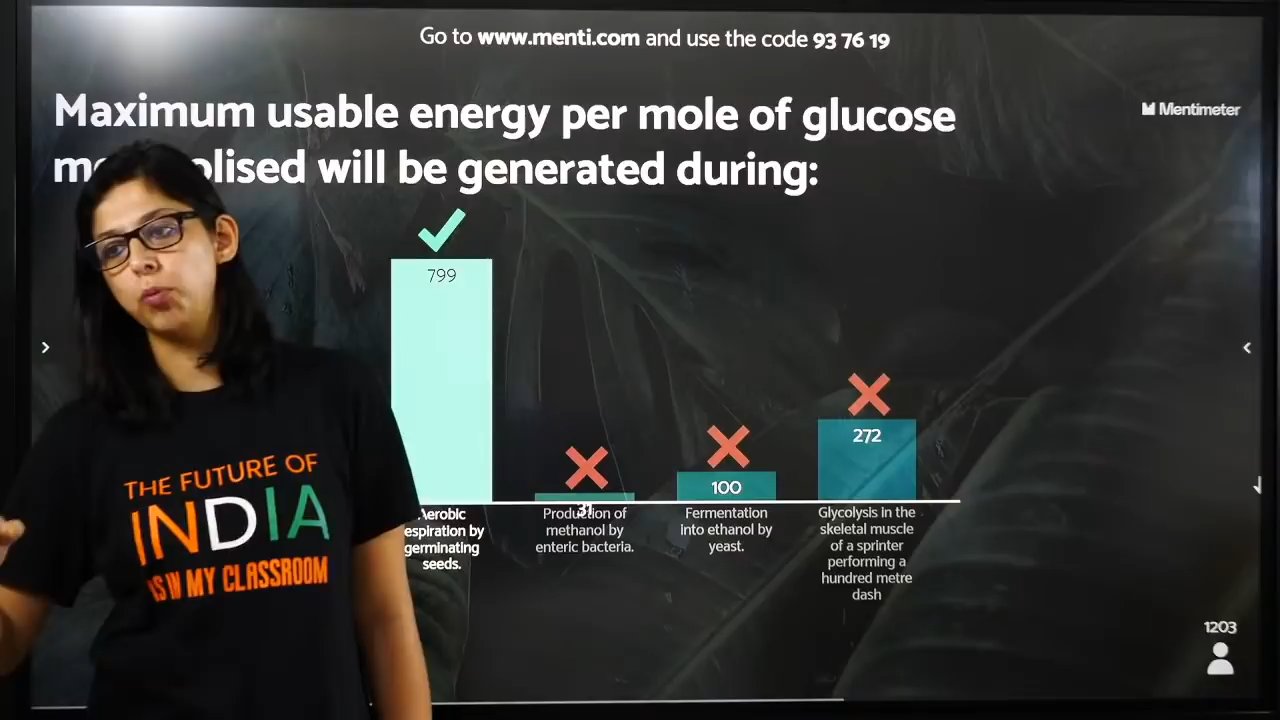 Go to www.menti.com and use the code 93 76 19
Mentimeter
Maximum usable energy per mole of glucose
olised will be generated during:
799
31
100
272
Aerobic
espiration by
germinating
seeds.
Production of
methanol by
enteric bacteria.
Fermentation
into ethanol by
yeast.
Glycolysis in the
skeletal muscle
of a sprinter
performing a
hundred metre
dash
1203
THE FUTURE OF
INDIA
IS IN MY CLASSROOM